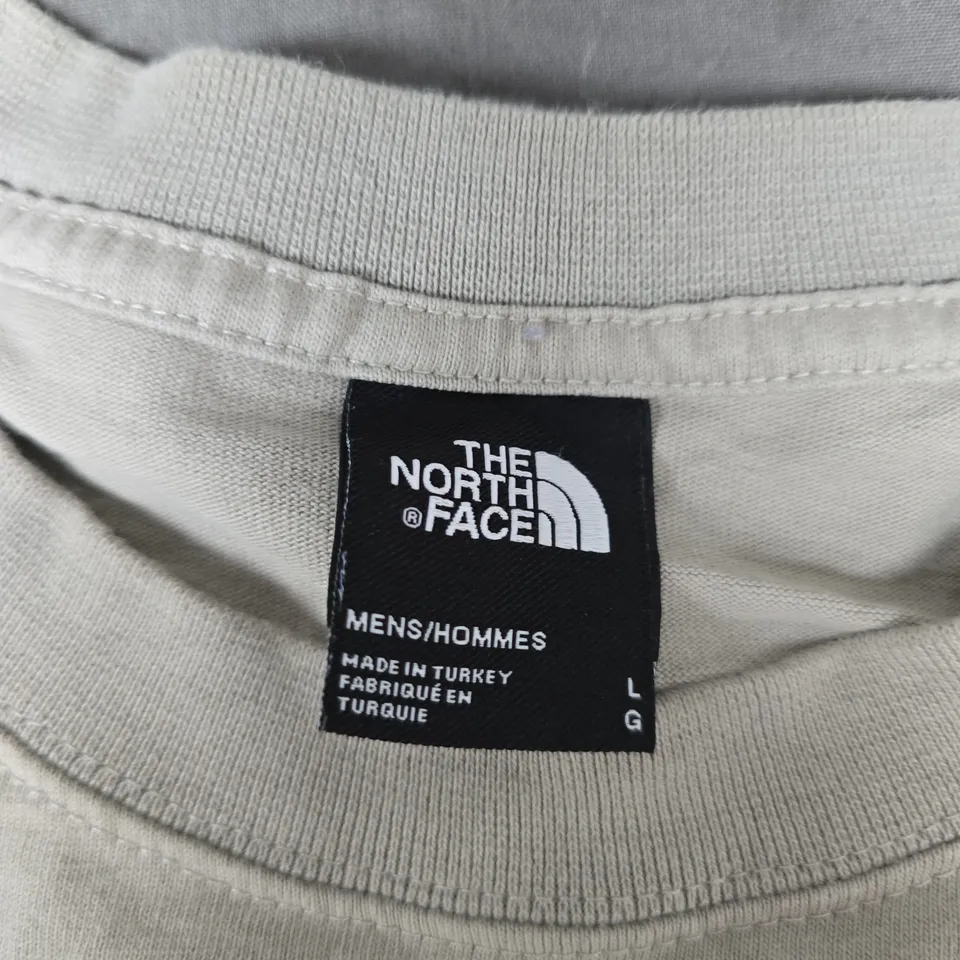 THE
NORTH
® FACE
MENS/HOMMES
MADE IN TURKEY
FABRIQUÉ EN
TURQUIE
L
G